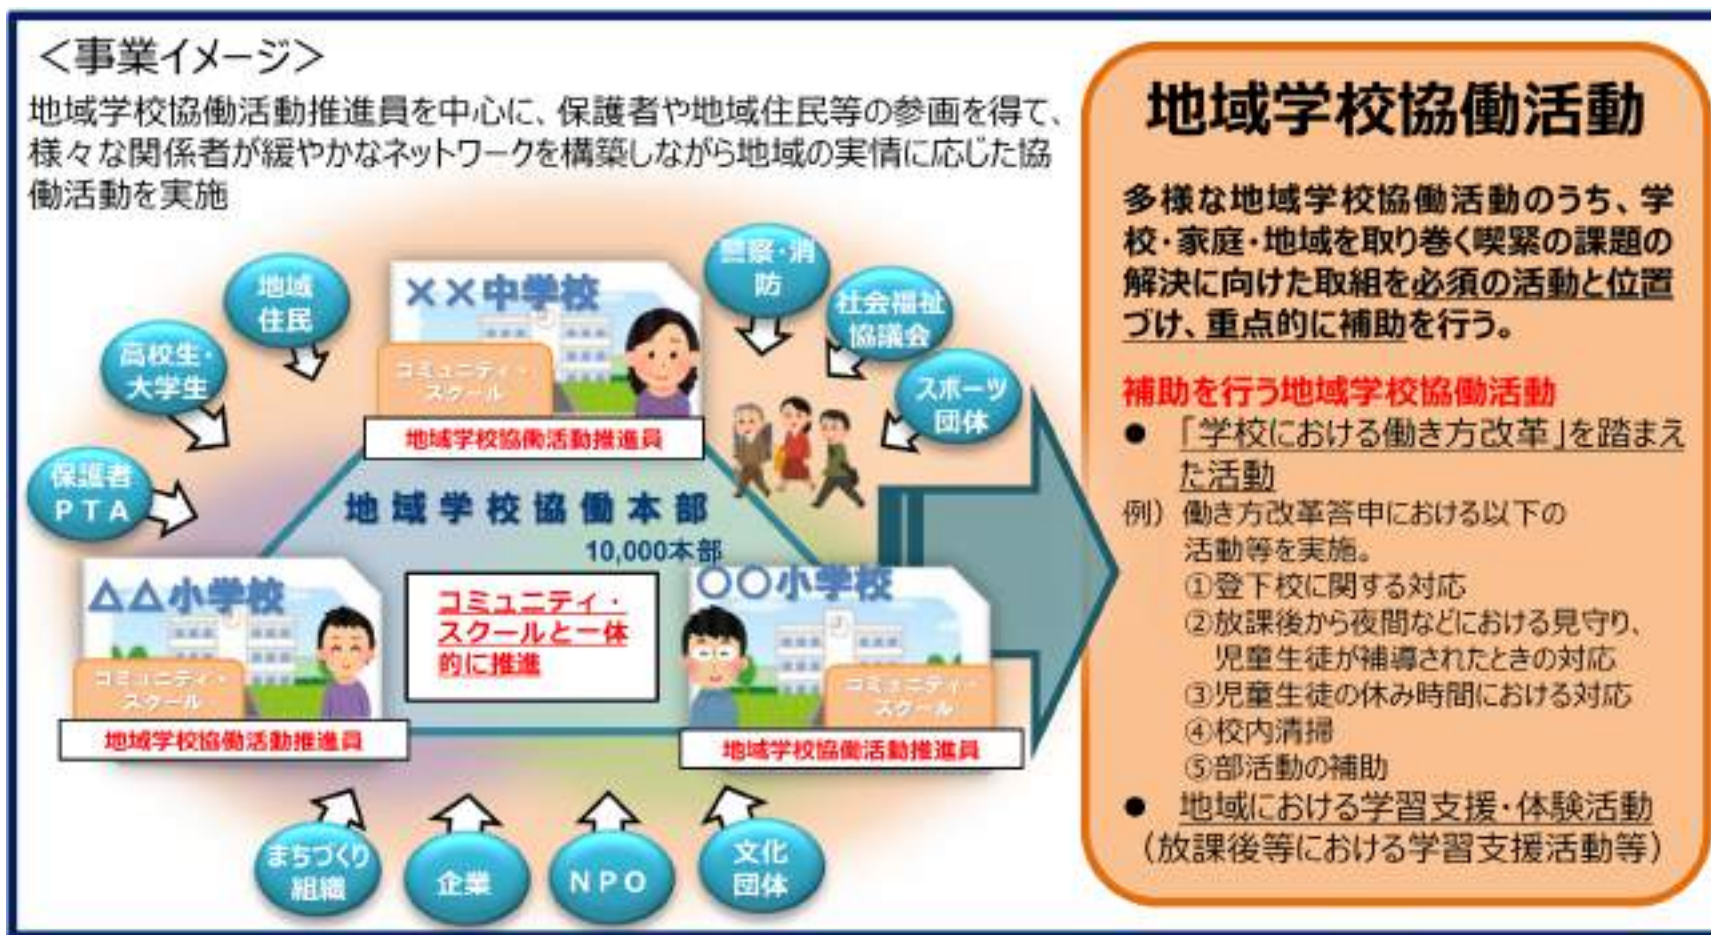 ＜事業イメージ＞
地域学校協働活動推進員を中心に、保護者や地域住民等の参画を得て、
様々な関係者が緩やかなネットワークを構築しながら地域の実情に応じた協
働活動を実施
地域
住民
高校生・
大学生
保護者
ＰＴＡ
警察・消
防
社会福祉
協議会
スポーツ
団体
××中学校
コミュニティ・
スクール
地域学校協働活動推進員
地域学校協働本部
10,000本部
△△小学校
コミュニティ・
スクール
地域学校協働活動推進員
コミュニティ・
スクールと一体
的に推進
〇〇小学校
コミュニティ・
スクール
地域学校協働活動推進員
まちづくり
組織
企業
ＮＰＯ
文化
団体
地域学校協働活動
多様な地域学校協働活動のうち、学
校・家庭・地域を取り巻く喫緊の課題の
解決に向けた取組を必須の活動と位置
づけ、重点的に補助を行う。
補助を行う地域学校協働活動
● 「学校における働き方改革」を踏まえ
た活動
例） 働き方改革答申における以下の
活動等を実施。
①登下校に関する対応
②放課後から夜間などにおける見守り、
児童生徒が補導されたときの対応
③児童生徒の休み時間における対応
④校内清掃
⑤部活動の補助
● 地域における学習支援・体験活動
（放課後等における学習支援活動等）